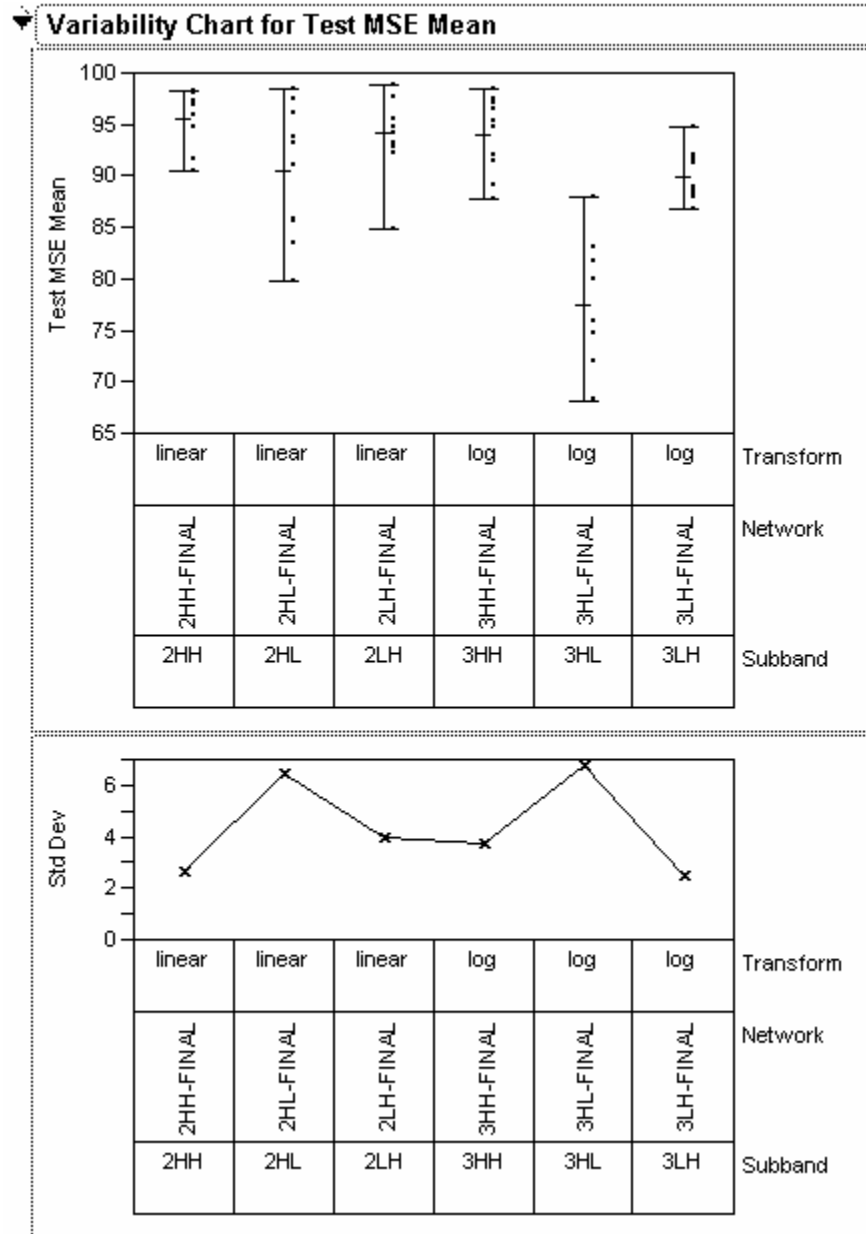 Variability Chart for Test MSE Mean
Test MSE Mean
100
95
90
85
80
75
70
65
linear linear linear log log log Transform
2HH-FINAL 2HL-FINAL 2LH-FINAL 3HH-FINAL 3HL-FINAL 3LH-FINAL Network
2HH 2HL 2LH 3HH 3HL 3LH Subband
Std Dev
6
4
2
0
linear linear linear log log log Transform
2HH-FINAL 2HL-FINAL 2LH-FINAL 3HH-FINAL 3HL-FINAL 3LH-FINAL Network
2HH 2HL 2LH 3HH 3HL 3LH Subband